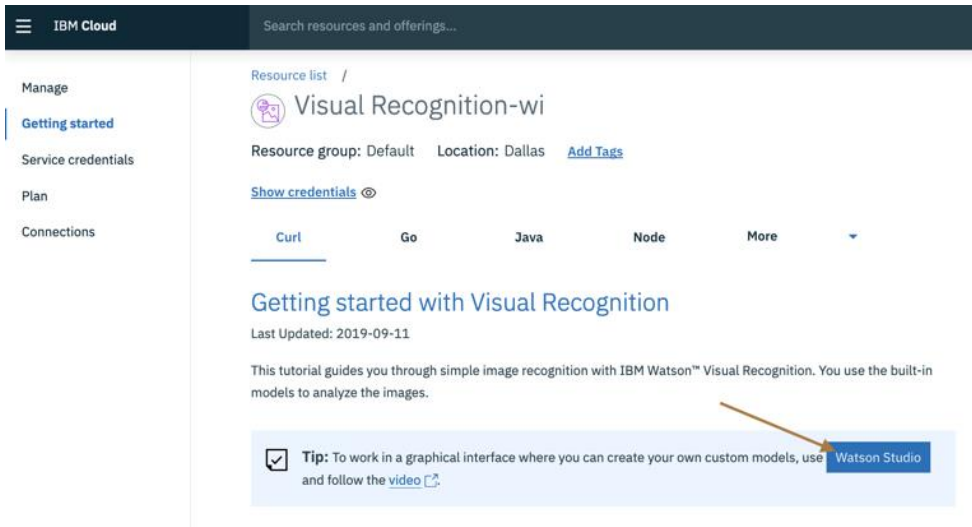 IBM Cloud
Search resources and offerings...
Manage
Getting started
Service credentials
Plan
Connections
Resource list /
Visual Recognition-wi
Resource group: Default Location: Dallas Add Tags
Show credentials
Curl Go Java Node More
Getting started with Visual Recognition
Last Updated: 2019-09-11
This tutorial guides you through simple image recognition with IBM Watson™ Visual Recognition. You use the built-in
models to analyze the images.
Tip: To work in a graphical interface where you can create your own custom models, use Watson Studio
and follow the video.